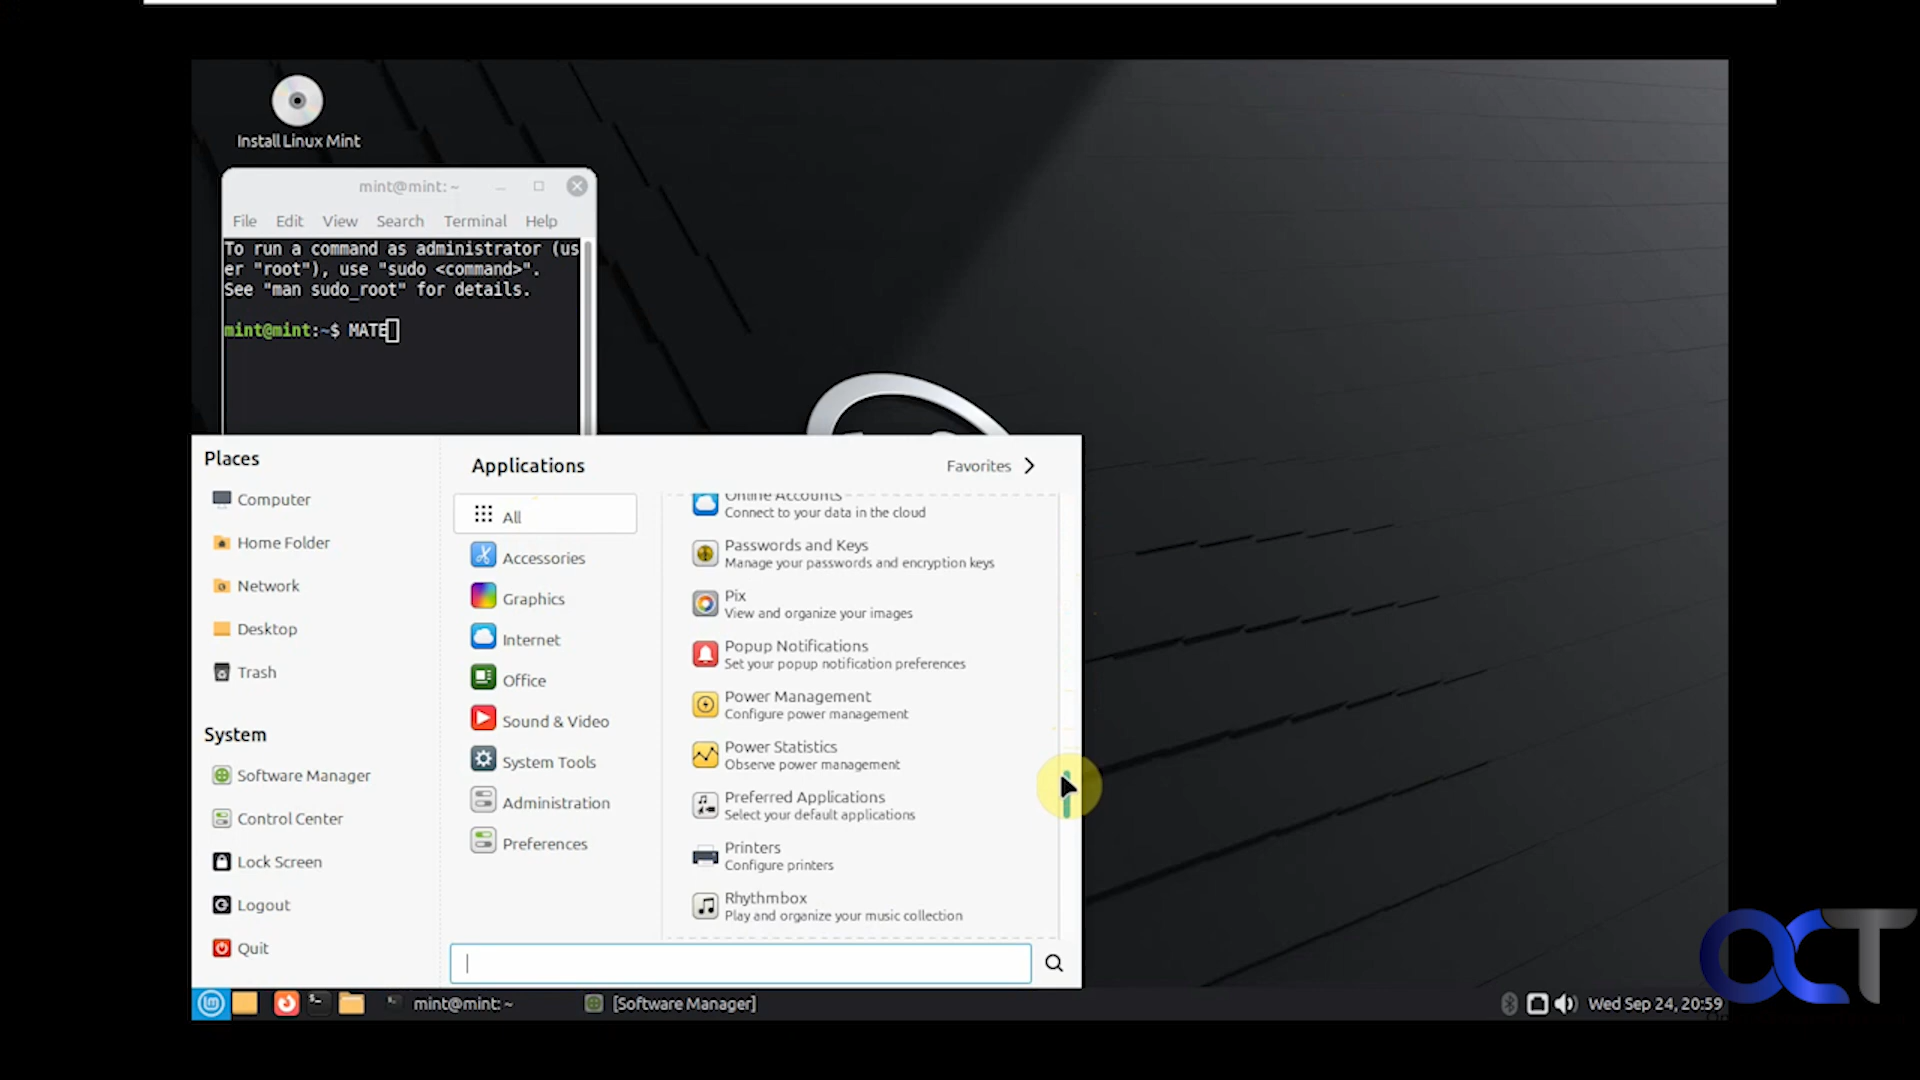 Install Linux Mint
mint@mint: ~
File Edit View Search Terminal Help
To run a command as administrator (us
er "root"), use "sudo <command>".
See "man sudo_root" for details.
mint@mint:~$ MATE
Places
Computer
Home Folder
Network
Desktop
Trash
System
Software Manager
Control Center
Lock Screen
Logout
Quit
Applications
Favorites
All
Accessories
Graphics
Internet
Office
Sound & Video
System Tools
Administration
Preferences
Online Accounts
Connect to your data in the cloud
Passwords and Keys
Manage your passwords and encryption keys
Pix
View and organize your images
Popup Notifications
Set your popup notification preferences
Power Management
Configure power management
Power Statistics
Observe power management
Preferred Applications
Select your default applications
Printers
Configure printers
Rhythmbox
Play and organize your music collection
mint@mint: ~
[Software Manager]
Wed Sep 24, 20:59
OCT